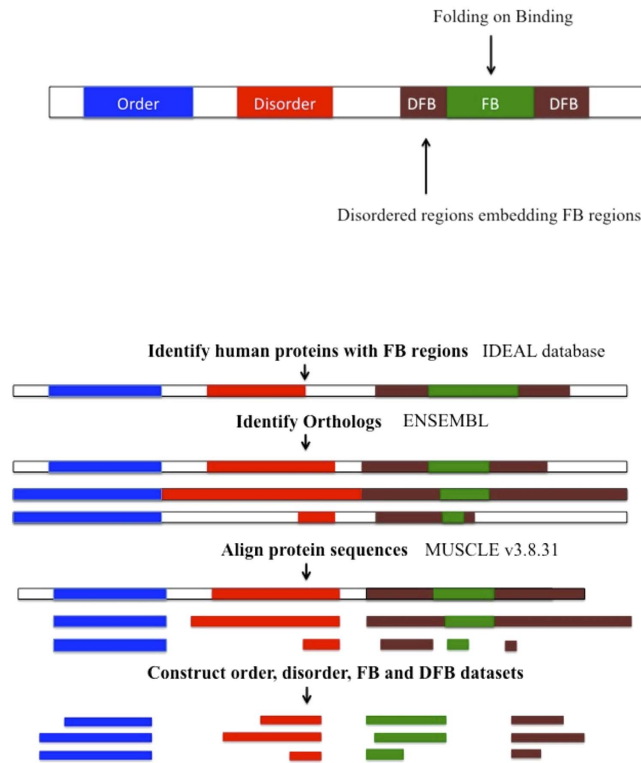 Folding on Binding
Order Disorder DFB FB DFB
Disordered regions embedding FB regions
Identify human proteins with FB regions IDEAL database
Identify Orthologs ENSEMBL
Align protein sequences MUSCLE v3.8.31
Construct order, disorder, FB and DFB datasets